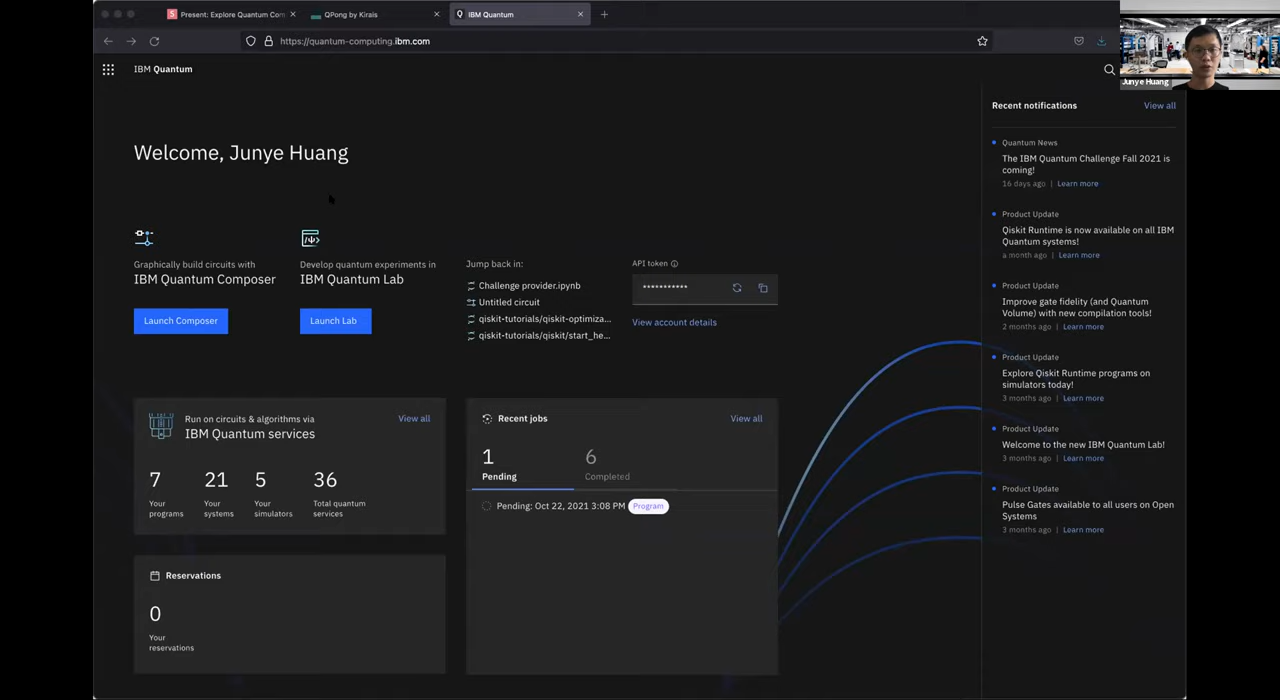 Present: Explore Quantum Com
QPong by Kirais
IBM Quantum
https://quantum-computing.ibm.com
IBM Quantum
Junye Huang
Welcome, Junye Huang
Graphically build circuits with
IBM Quantum Composer
Launch Composer
Develop quantum experiments in
IBM Quantum Lab
Launch Lab
Jump back in:
Challenge provider.ipynb
Untitled circuit
qiskit-tutorials/qiskit-optimiza...
qiskit-tutorials/qiskit/start_he...
API token
***********
View account details
Run on circuits & algorithms via
IBM Quantum services
View all
7
Your
programs
21
Your
systems
5
Your
simulators
36
Total quantum
services
Reservations
0
Your
reservations
Recent jobs
View all
1
Pending
6
Completed
Pending: Oct 22, 2021 3:08 PM Program
Recent notifications
View all
Quantum News
The IBM Quantum Challenge Fall 2021 is
coming!
16 days ago | Learn more
Product Update
Qiskit Runtime is now available on all IBM
Quantum systems!
a month ago | Learn more
Product Update
Improve gate fidelity (and Quantum
Volume) with new compilation tools!
2 months ago | Learn more
Product Update
Explore Qiskit Runtime programs on
simulators today!
3 months ago | Learn more
Product Update
Welcome to the new IBM Quantum Lab!
3 months ago | Learn more
Product Update
Pulse Gates available to all users on Open
Systems
3 months ago | Learn more